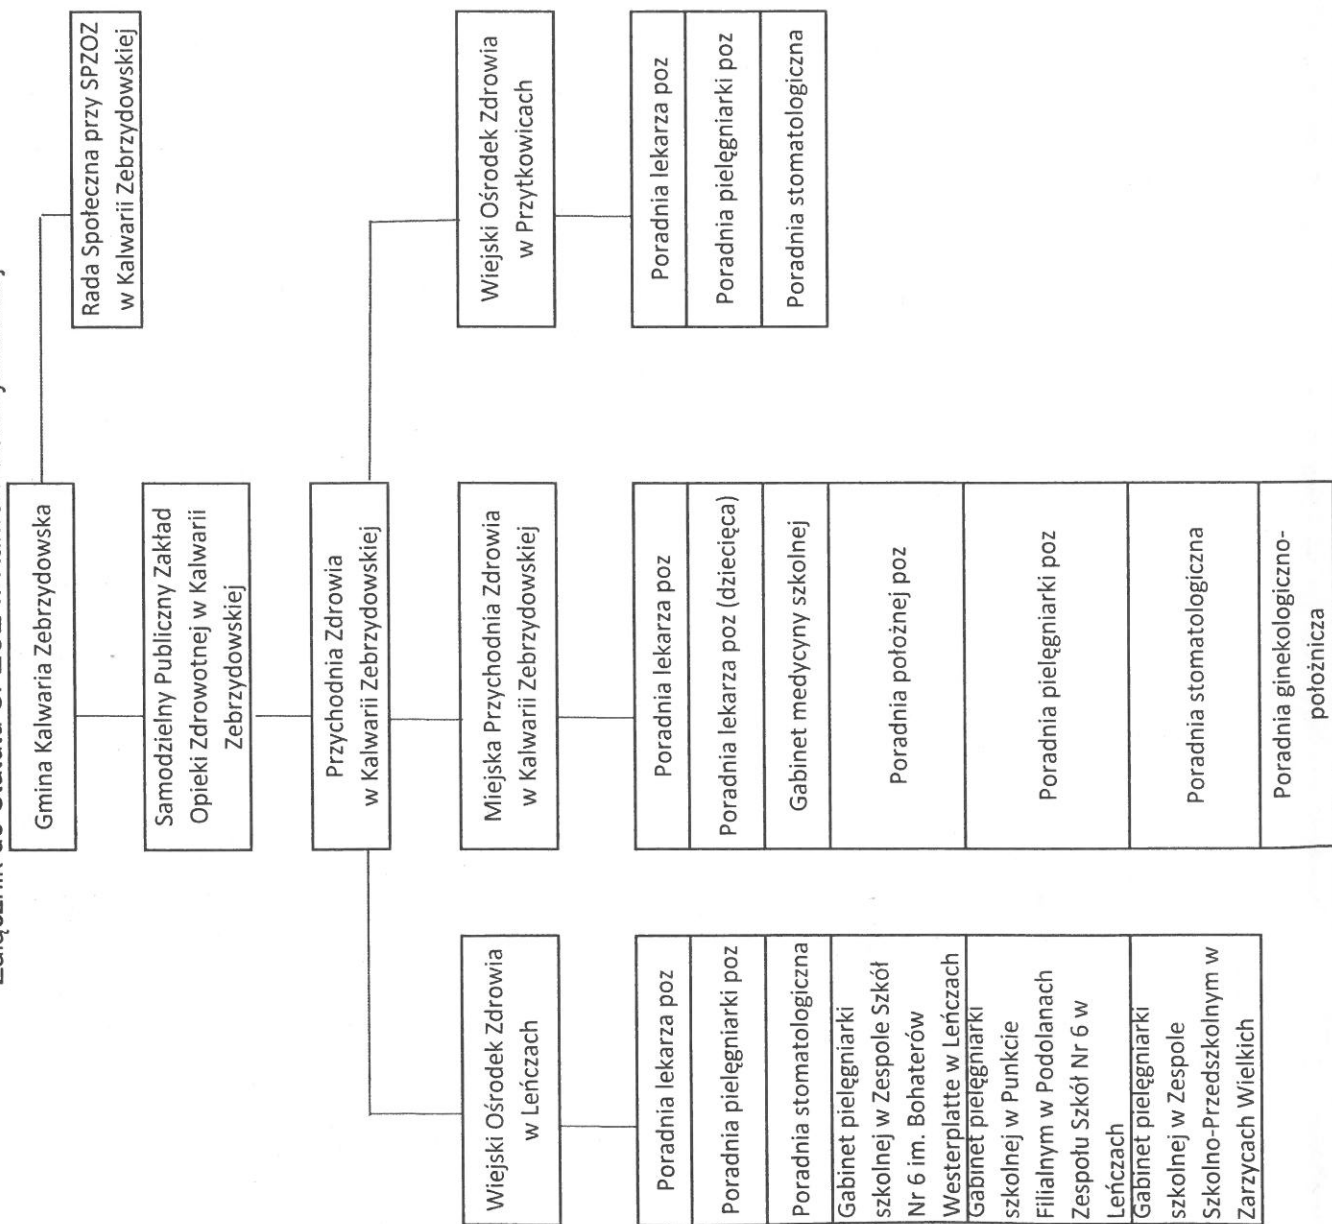 Załącznik do Statutu SPZOZ w
Gmina Kalwaria Zebrzydowska
Rada Społeczna przy SPZOZ
w Kalwarii Zebrzydowskiej
Samodzielny Publiczny Zakład
Opieki Zdrowotnej w Kalwarii
Zebrzydowskiej
Przychodnia Zdrowia
w Kalwarii Zebrzydowskiej
Wiejski Ośrodek Zdrowia
w Leńczach
Miejska Przychodnia Zdrowia
w Kalwarii Zebrzydowskiej
Wiejski Ośrodek Zdrowia
w Przytkowicach
Poradnia lekarza poz
Poradnia pielęgniarki poz
Poradnia stomatologiczna
Gabinet pielęgniarki
szkolnej w Zespole Szkół
Nr 6 im. Bohaterów
Westerplatte w Leńczach
Gabinet pielęgniarki
szkolnej w Punkcie
Filialnym w Podolanach
Zespołu Szkół Nr 6 w
Leńczach
Gabinet pielęgniarki
szkolnej w Zespole
Szkolno-Przedszkolnym w
Zarzycach Wielkich
Poradnia lekarza poz
Poradnia lekarza poz (dziecięca)
Gabinet medycyny szkolnej
Poradnia położnej poz
Poradnia pielęgniarki poz
Poradnia stomatologiczna
Poradnia ginekologiczno-
położnicza
Poradnia lekarza poz
Poradnia pielęgniarki poz
Poradnia stomatologiczna